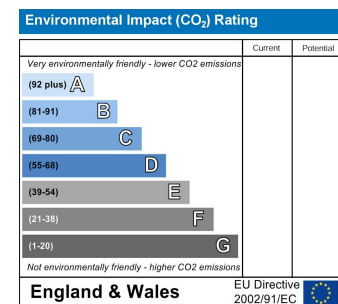 Environmental Impact (CO₂) Rating
Current Potential
Very environmentally friendly - lower CO2 emissions
(92 plus) A
(81-91) B
(69-80) C
(55-68) D
(39-54) E
(21-38) F
(1-20) G
Not environmentally friendly - higher CO2 emissions
England & Wales
EU Directive
2002/91/EC